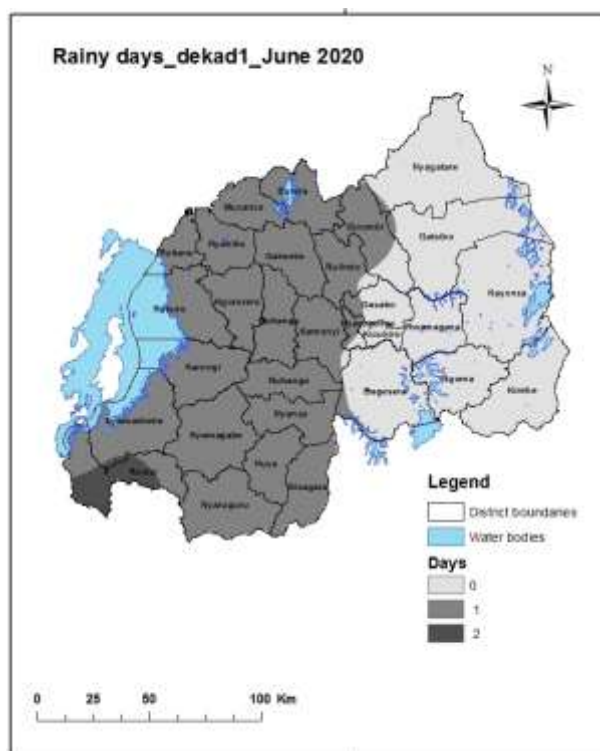 Rainy days_dekad1_June 2020
N
Nyagatare
Burera
Musanze
Gicumbi
Gatsibo
Rubavu
Nyabihu
Gakenke
Rulindo
Kayonza
Rutsiro
Ngororero
Gasabo
Muhanga
Kamonyi
Rwamagana
Karongi
Ruhango
Bugesera
Ngoma
Kirehe
Nyanza
Nyamasheke
Nyamagabe
Huye
Rusizi
Gisagara
Nyaruguru
Legend
District boundaries
Water bodies
Days
0
1
2
0 25 50 100 Km